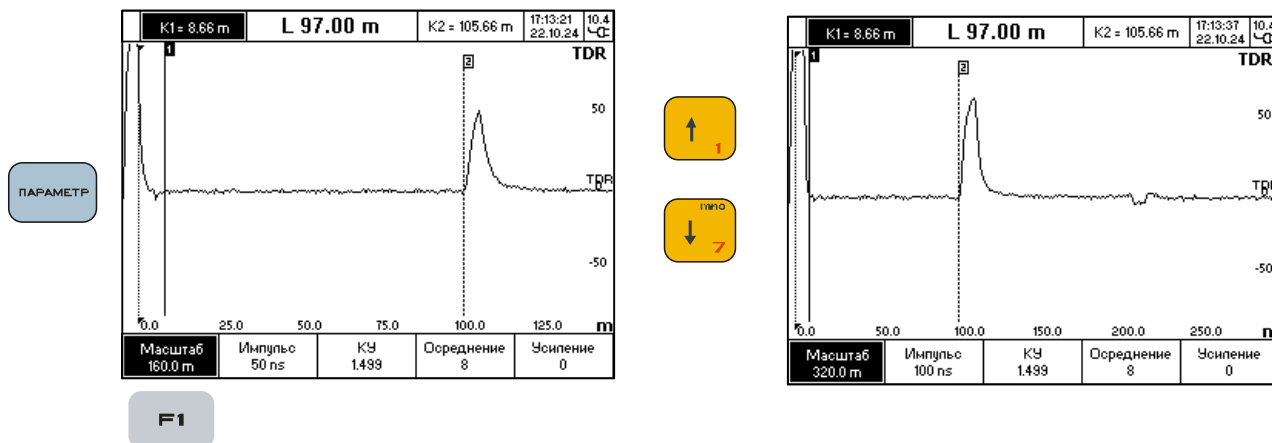 ПАРАМЕТР
K1 = 8.66 m
L 97.00 m
K2 = 105.66 m
17:13:21
22.10.24
10.4
1
2
TDR
50
TDR
0
-50
0.0 25.0 50.0 75.0 100.0 125.0 m
Масштаб
160.0 m
Импульс
50 ns
КУ
1.499
Осреднение
8
Усиление
0
F1
1
mno
7
K1 = 8.66 m
L 97.00 m
K2 = 105.66 m
17:13:37
22.10.24
10.4
1
2
TDR
50
-50
0.0 50.0 100.0 150.0 200.0 250.0
Масштаб
320.0 m
Импульс
100 ns
КУ
1.499
Осреднение
8
Усиление
0